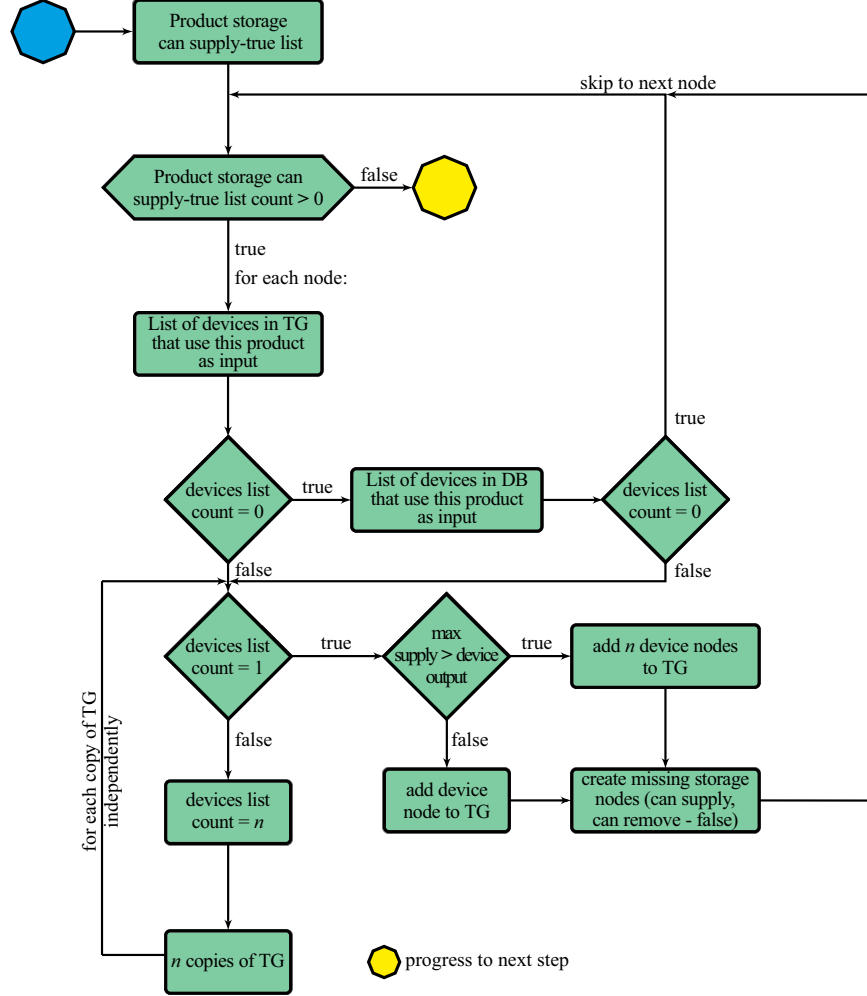 Product storage
can supply-true list
skip to next node
Product storage can
supply-true list count > 0
false
true
for each node:
List of devices in TG
that use this product
as input
true
devices list
count = 0
true
List of devices in DB
that use this product
as input
devices list
count = 0
false
false
devices list
count = 1
true
max
supply > device
output
true
add n device nodes
to TG
false
false
for each copy of TG
independently
devices list
count = n
add device
node to TG
create missing storage
nodes (can supply,
can remove - false)
n copies of TG
progress to next step